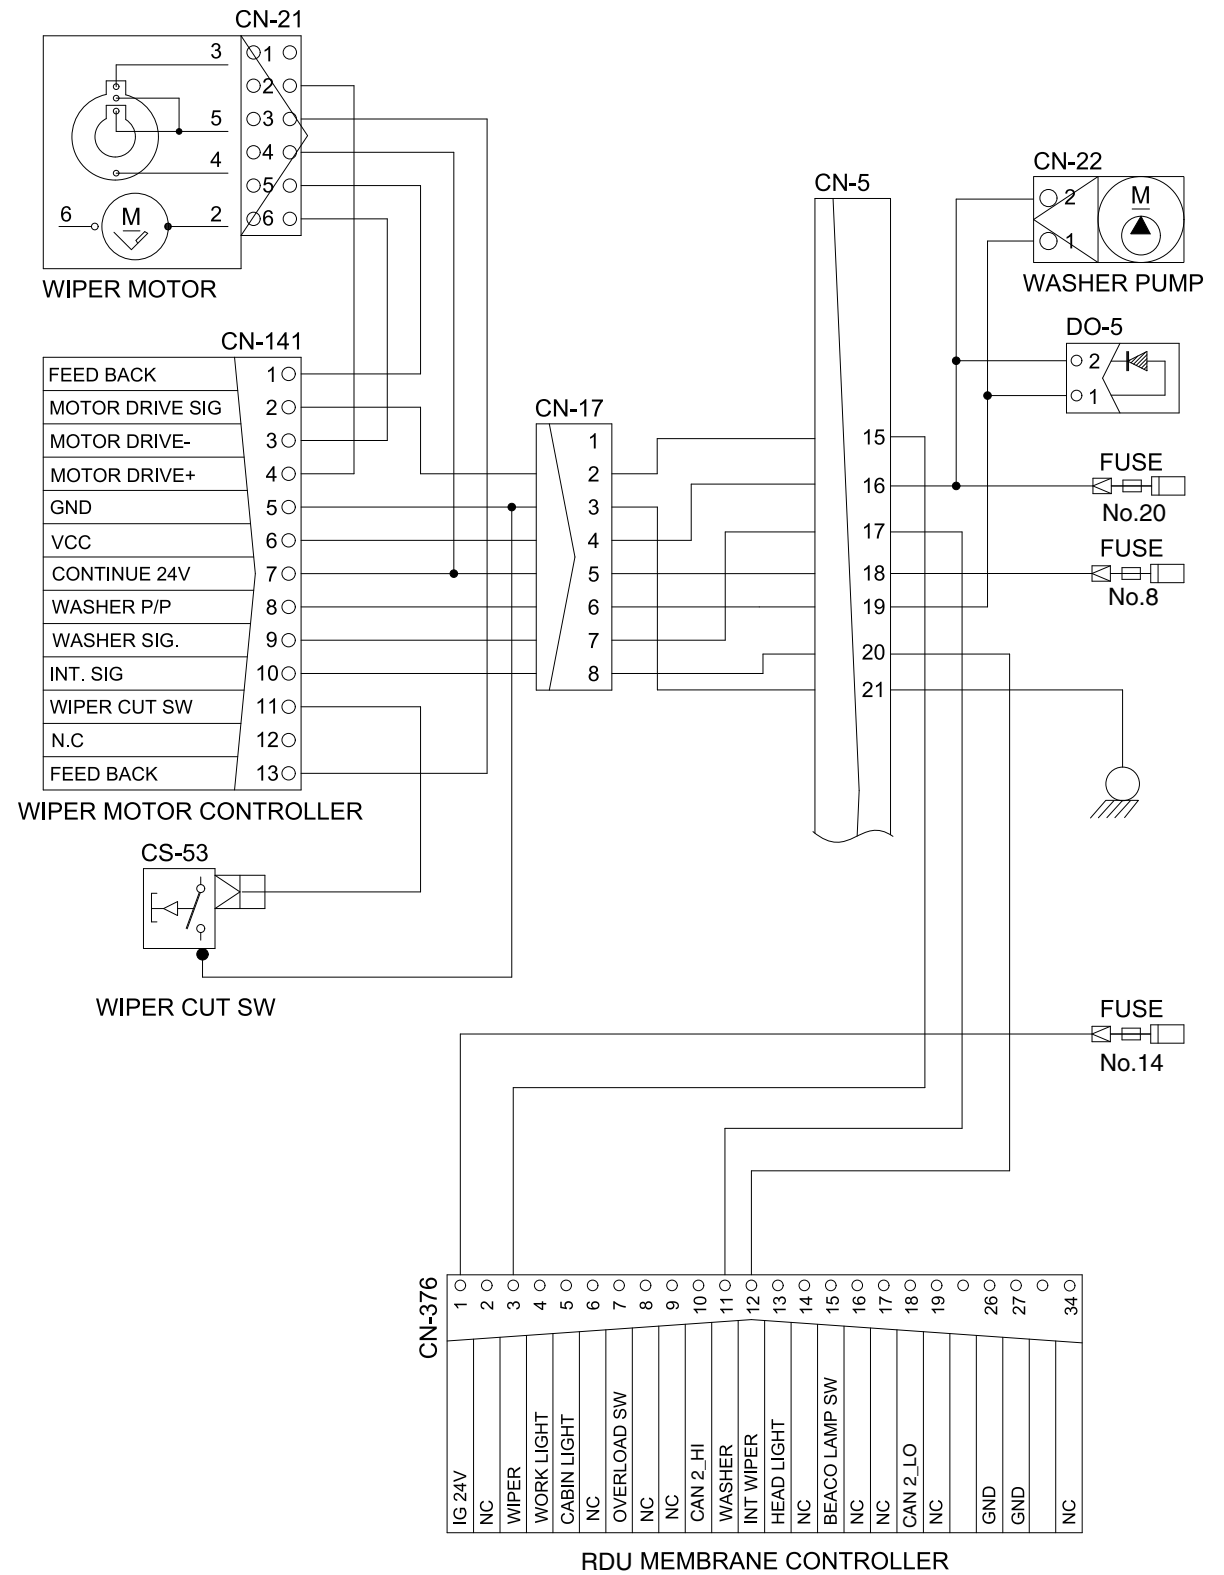 CN-21
3
5
4
6
M
2
1
2
3
4
5
6
WIPER MOTOR
CN-141
FEED BACK 1
MOTOR DRIVE SIG 2
MOTOR DRIVE- 3
MOTOR DRIVE+ 4
GND 5
VCC 6
CONTINUE 24V 7
WASHER P/P 8
WASHER SIG. 9
INT. SIG 10
WIPER CUT SW 11
N.C 12
FEED BACK 13
WIPER MOTOR CONTROLLER
CS-53
WIPER CUT SW
CN-17
1
2
3
4
5
6
7
8
CN-5
15
16
17
18
19
20
21
CN-22
2
1
M
WASHER PUMP
DO-5
2
1
FUSE
No.20
FUSE
No.8
FUSE
No.14
CN-376
1 IG 24V
2 NC
3 WIPER
4 WORK LIGHT
5 CABIN LIGHT
6 NC
7 OVERLOAD SW
8 NC
9 NC
10 CAN 2_HI
11 WASHER
12 INT WIPER
13 HEAD LIGHT
14 NC
15 BEACO LAMP SW
16 NC
17 NC
18 CAN 2_LO
19 NC
26 GND
27 GND
34 NC
RDU MEMBRANE CONTROLLER